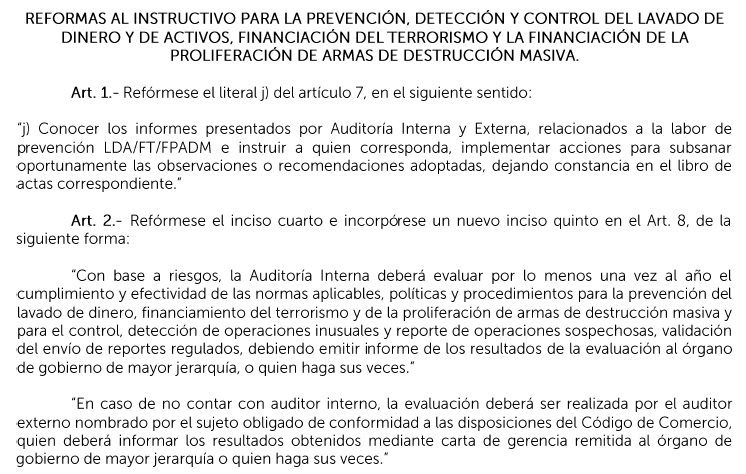 REFORMAS AL INSTRUCTIVO PARA LA PREVENCIÓN, DETECCIÓN Y CONTROL DEL LAVADO DE
DINERO Y DE ACTIVOS, FINANCIACIÓN DEL TERRORISMO Y LA FINANCIACIÓN DE LA
PROLIFERACIÓN DE ARMAS DE DESTRUCCIÓN MASIVA.
Art. 1.- Refórmese el literal j) del artículo 7, en el siguiente sentido:
“j) Conocer los informes presentados por Auditoría Interna y Externa, relacionados a la labor de
prevención LDA/FT/FPADM e instruir a quien corresponda, implementar acciones para subsanar
oportunamente las observaciones o recomendaciones adoptadas, dejando constancia en el libro de
actas correspondiente.”
Art. 2.- Refórmese el inciso cuarto e incorpórese un nuevo inciso quinto en el Art. 8, de la
siguiente forma:
“Con base a riesgos, la Auditoría Interna deberá evaluar por lo menos una vez al año el
cumplimiento y efectividad de las normas aplicables, políticas y procedimientos para la prevención del
lavado de dinero, financiamiento del terrorismo y de la proliferación de armas de destrucción masiva y
para el control, detección de operaciones inusuales y reporte de operaciones sospechosas, validación
del envío de reportes regulados, debiendo emitir informe de los resultados de la evaluación al órgano
de gobierno de mayor jerarquía, o quien haga sus veces.”
“En caso de no contar con auditor interno, la evaluación deberá ser realizada por el auditor
externo nombrado por el sujeto obligado de conformidad a las disposiciones del Código de Comercio,
quien deberá informar los resultados obtenidos mediante carta de gerencia remitida al órgano de
gobierno de mayor jerarquía o quien haga sus veces.”